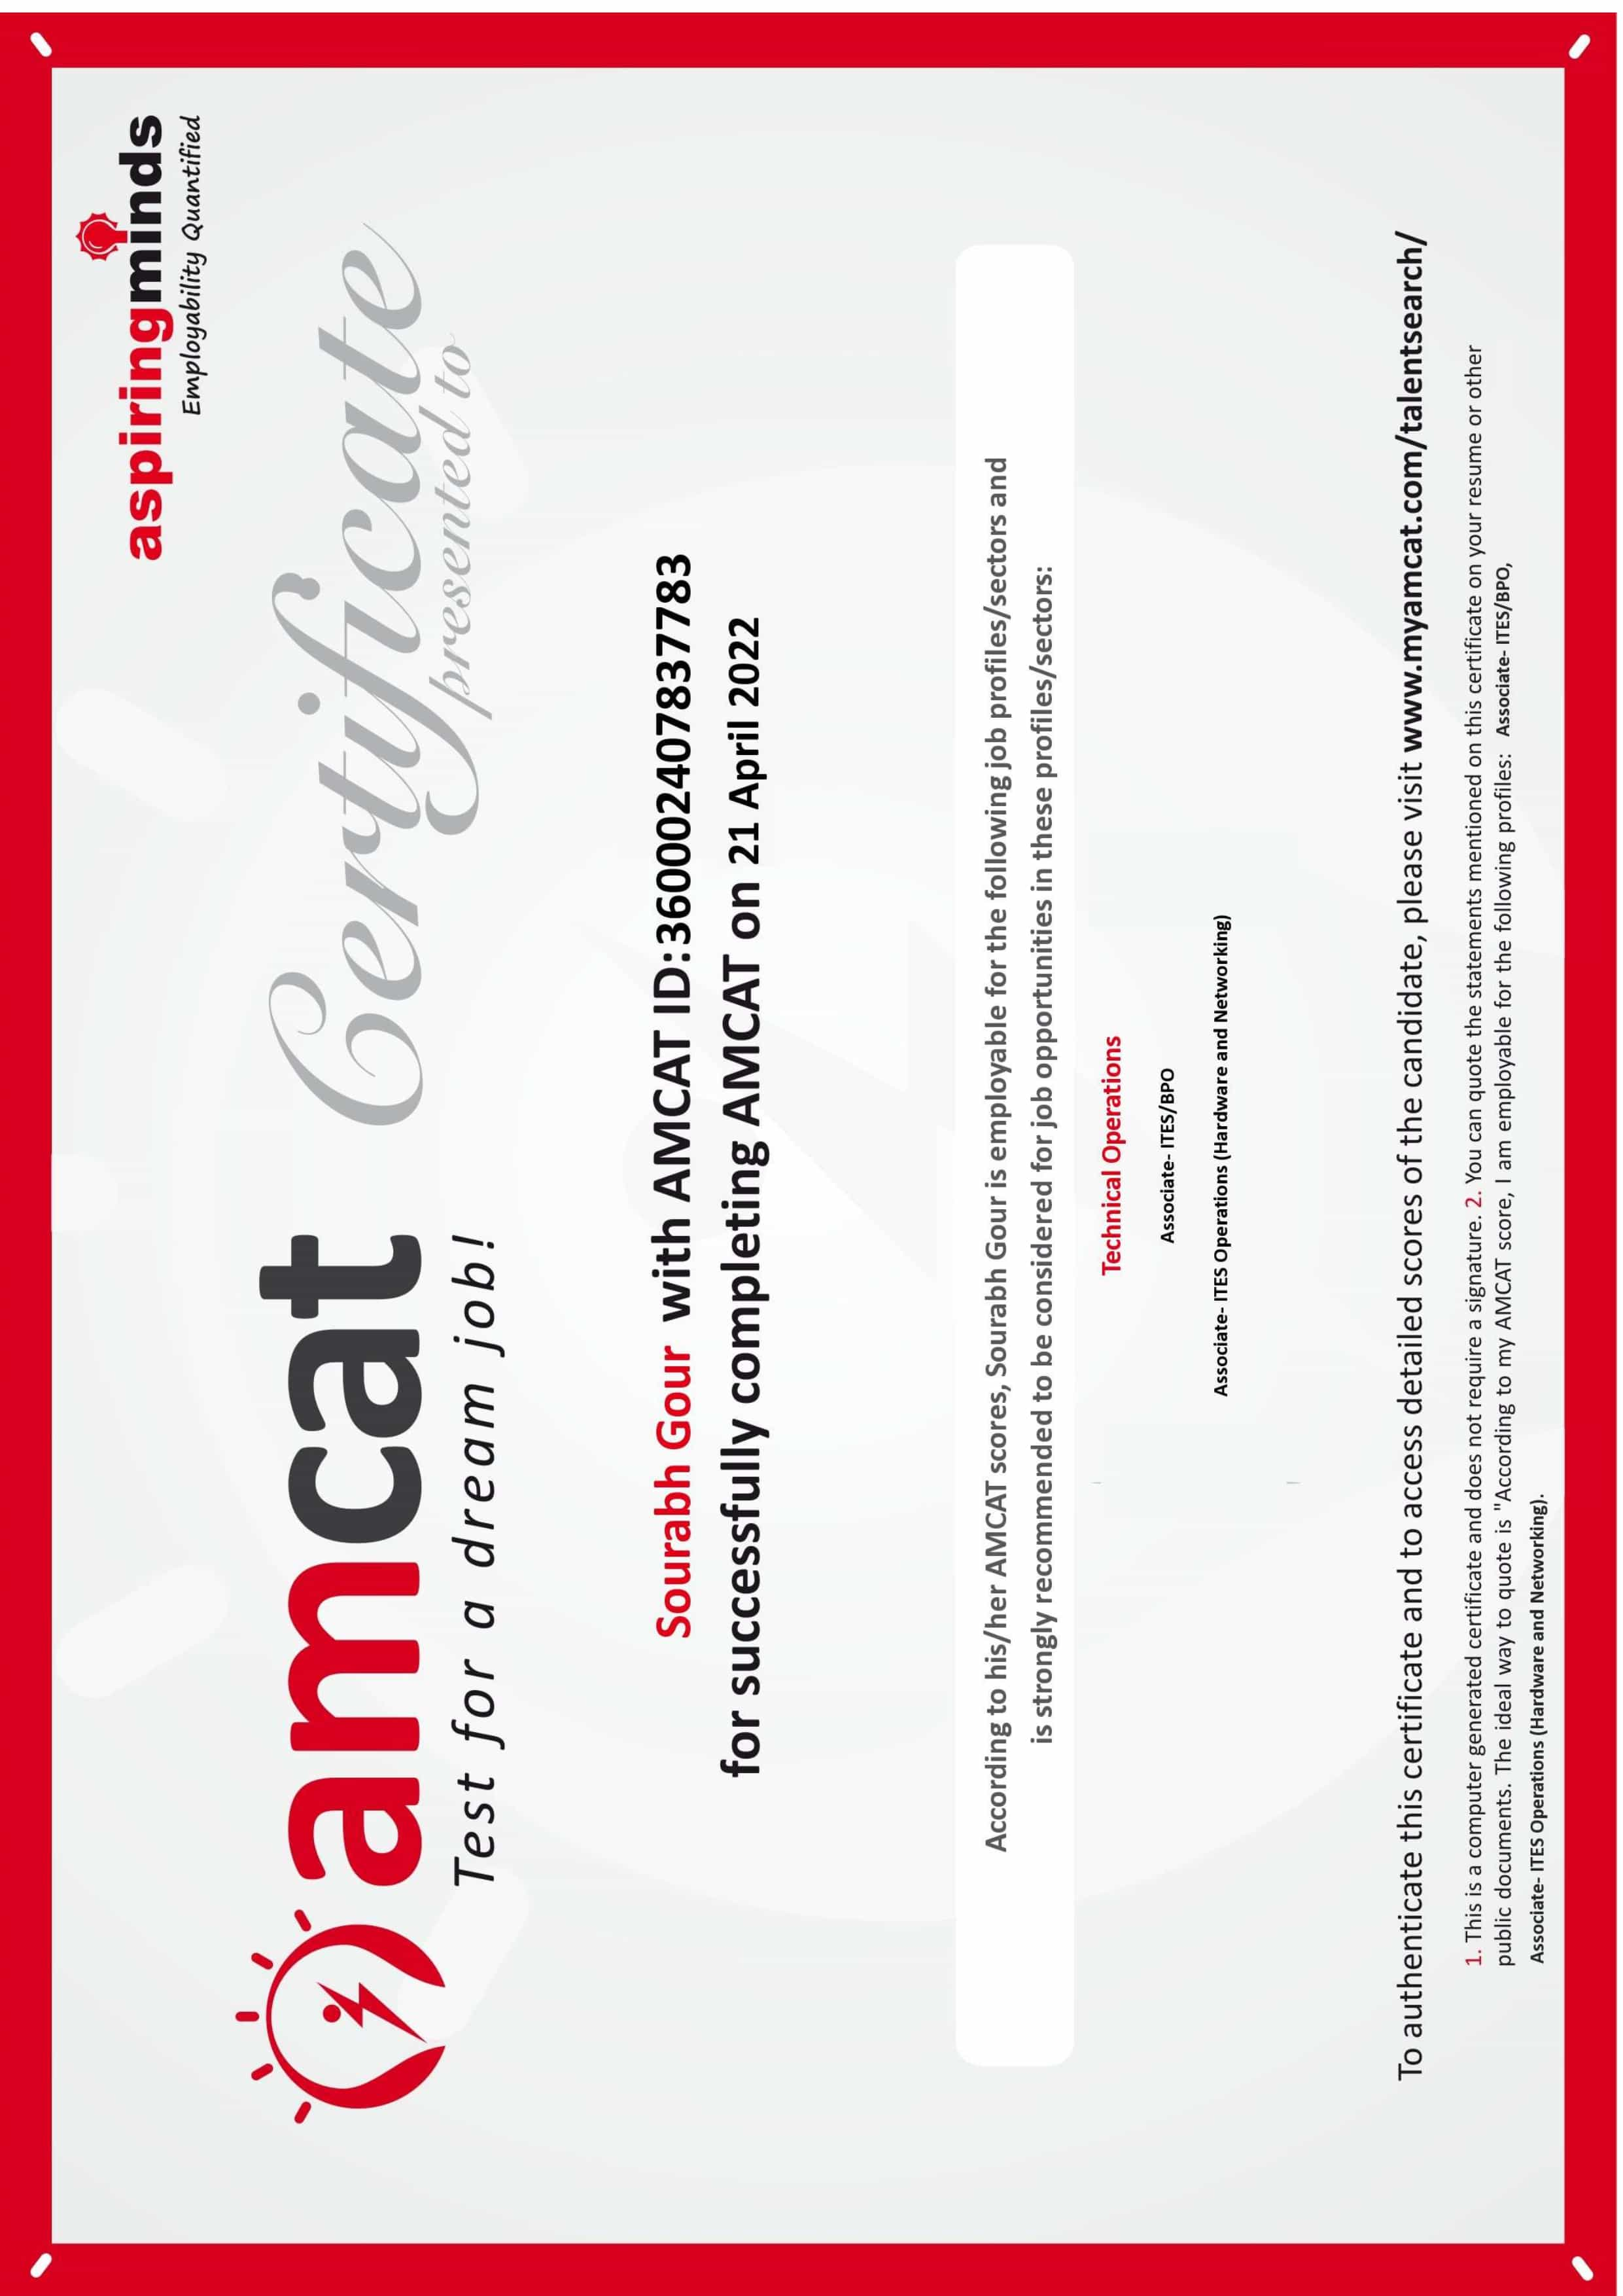 aspiringminds
Employability Quantified
amcat Certificate
Test for a dream job! presented to
Sourabh Gour with AMCAT ID:360002407837783
for successfully completing AMCAT on 21 April 2022
According to his/her AMCAT scores, Sourabh Gour is employable for the following job profiles/sectors and
is strongly recommended to be considered for job opportunities in these profiles/sectors:
Technical Operations
Associate- ITES/BPO
Associate- ITES Operations (Hardware and Networking)
To authenticate this certificate and to access detailed scores of the candidate, please visit www.myamcat.com/talentsearch/
1. This is a computer generated certificate and does not require a signature. 2. You can quote the statements mentioned on this certificate on your resume or other
public documents. The ideal way to quote is "According to my AMCAT score, I am employable for the following profiles: Associate- ITES/BPO,
Associate- ITES Operations (Hardware and Networking).